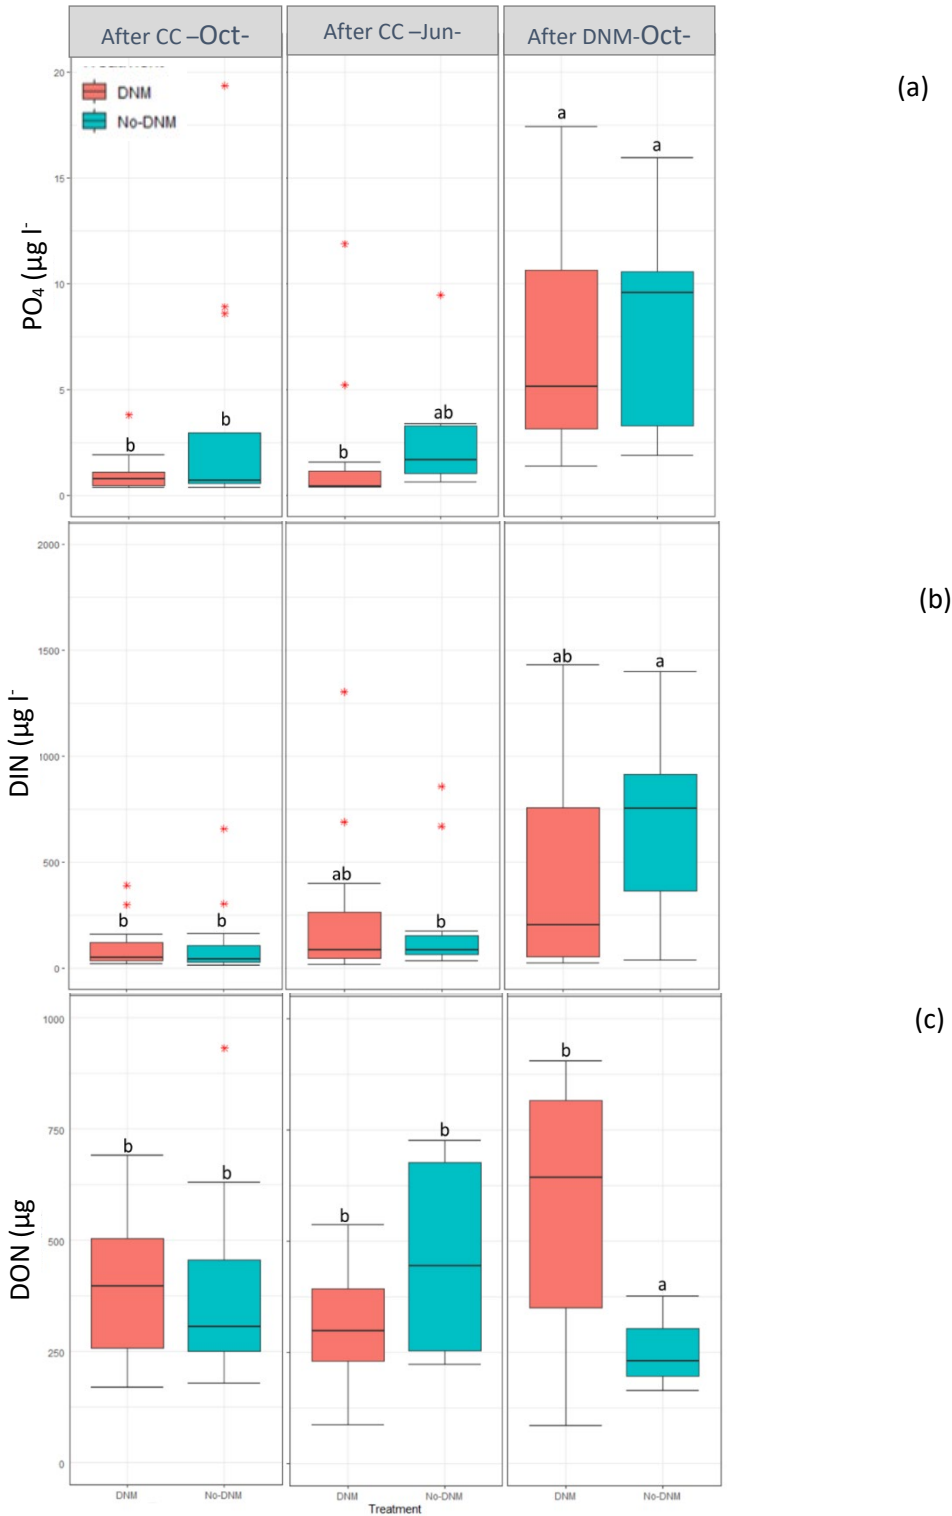 After CC –Oct-
After CC –Jun-
After DNM-Oct-
(a)
DNM
No-DNM
20
15
10
5
0
PO₄ (µg l⁻
b
b
b
ab
a
a
(b)
2000
1500
1000
500
0
DIN (µg l⁻
b
b
ab
b
ab
a
(c)
1000
750
500
250
0
DON (µg
b
b
b
b
b
a
DNM
No-DNM
DNM
No-DNM
DNM
No-DNM
Treatment